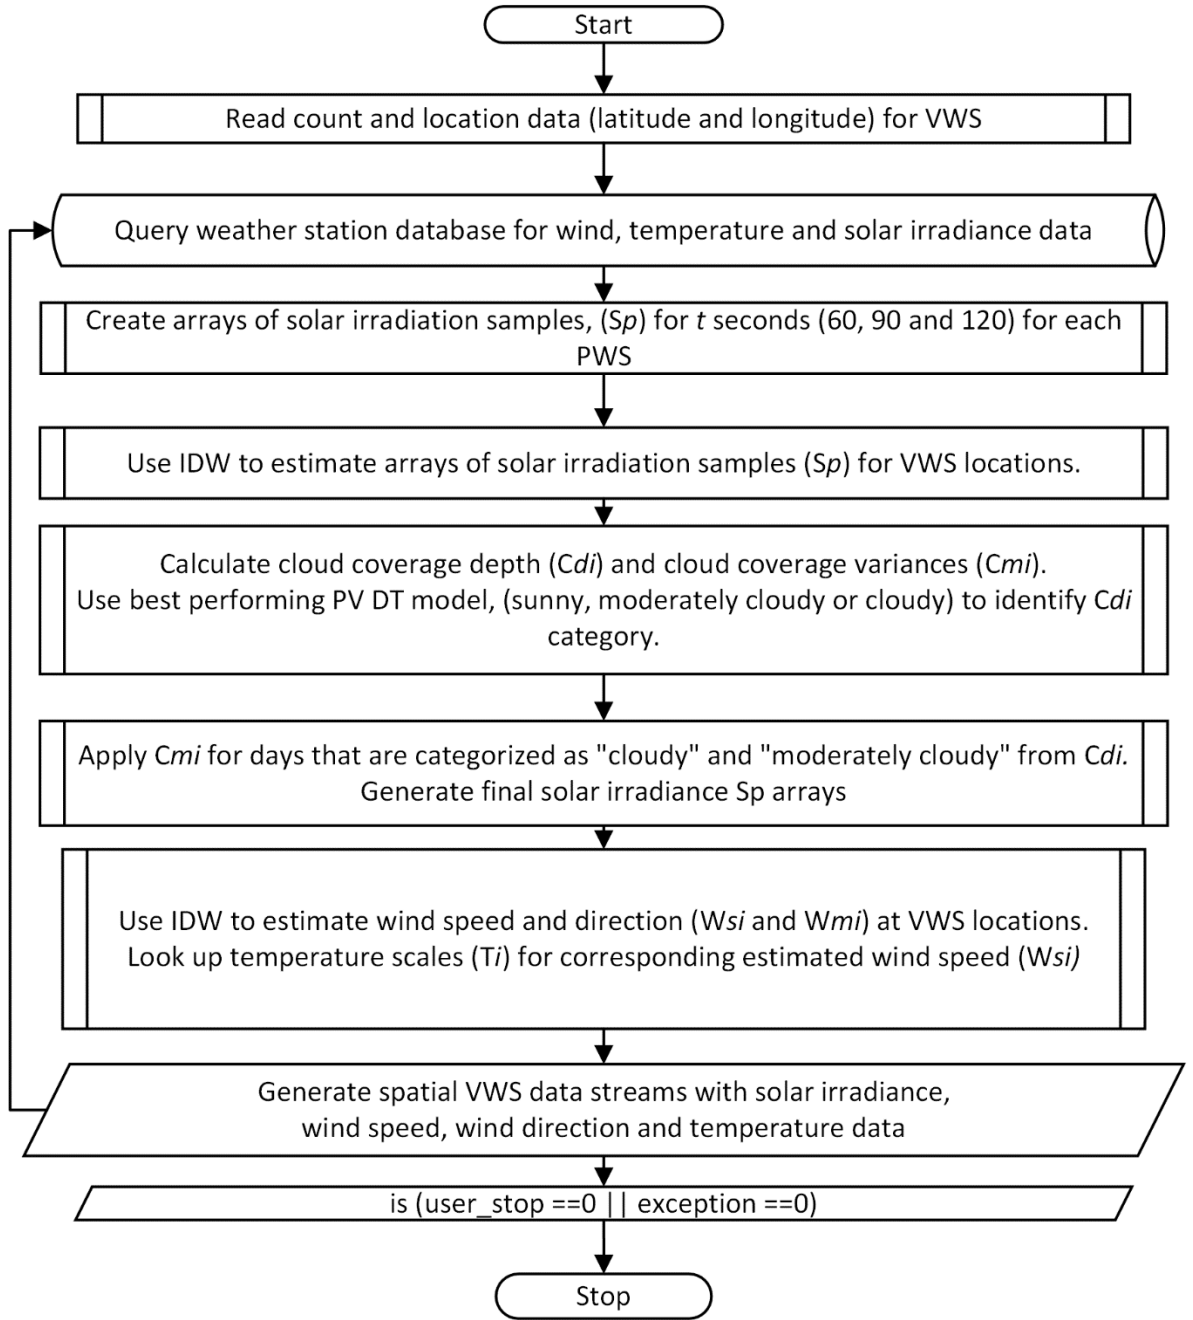 Start
Read count and location data (latitude and longitude) for VWS
Query weather station database for wind, temperature and solar irradiance data
Create arrays of solar irradiation samples, (Sp) for t seconds (60, 90 and 120) for each
PWS
Use IDW to estimate arrays of solar irradiation samples (Sp) for VWS locations.
Calculate cloud coverage depth (Cdi) and cloud coverage variances (Cmi).
Use best performing PV DT model, (sunny, moderately cloudy or cloudy) to identify Cdi
category.
Apply Cmi for days that are categorized as "cloudy" and "moderately cloudy" from Cdi.
Generate final solar irradiance Sp arrays
Use IDW to estimate wind speed and direction (Wsi and Wmi) at VWS locations.
Look up temperature scales (Ti) for corresponding estimated wind speed (Wsi)
Generate spatial VWS data streams with solar irradiance,
wind speed, wind direction and temperature data
is (user_stop ==0 || exception ==0)
Stop